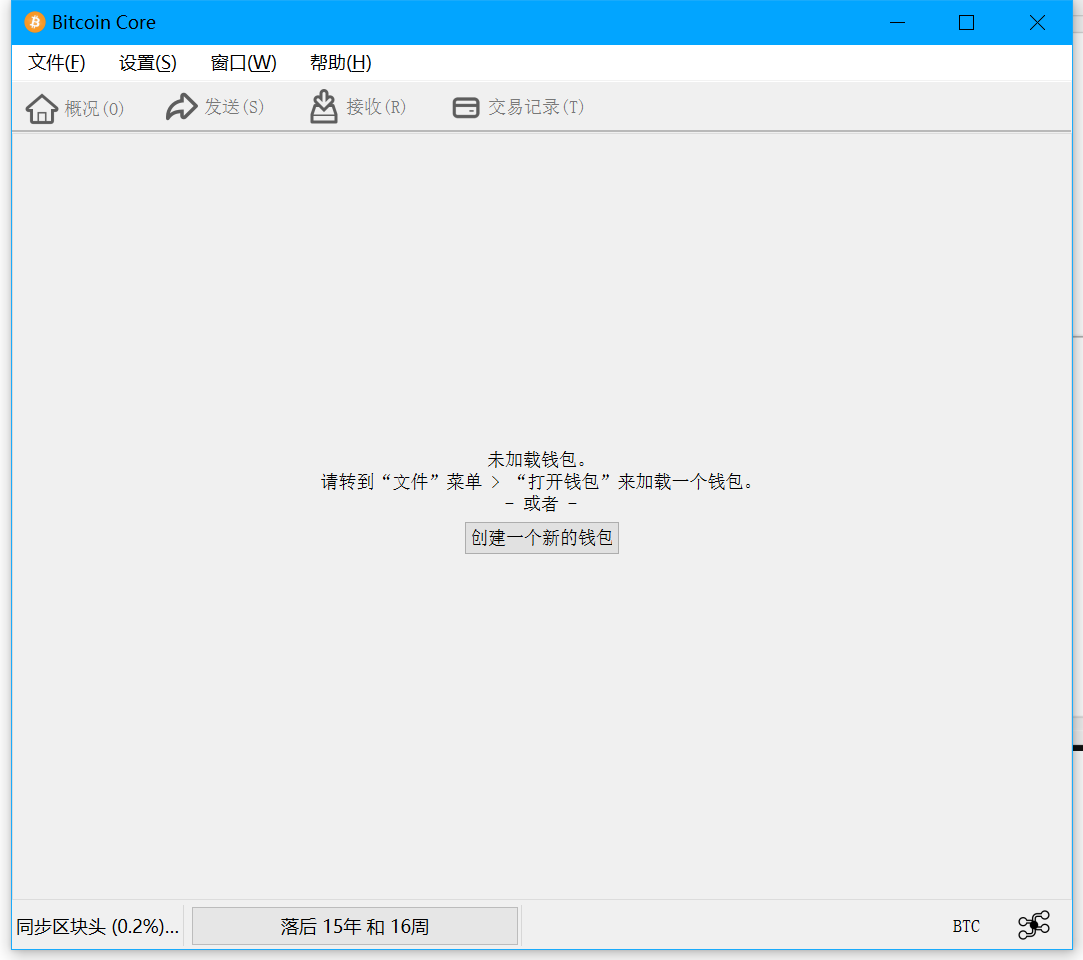 Bitcoin Core
文件(F) 设置(S) 窗口(W) 帮助(H)
概况(O) 发送(S) 接收(R) 交易记录(T)
未加载钱包。
请转到“文件”菜单 > “打开钱包”来加载一个钱包。
- 或者 -
创建一个新的钱包
同步区块头 (0.2%)... 落后 15年 和 16周 BTC